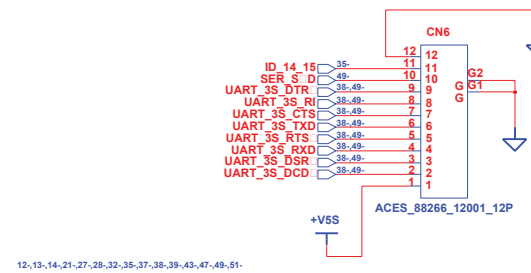 CN6
12 12
ID_14_15 35- 11 11
SER_S□D 49- 10 10 G2
UART_3S_DTR□ 38-,49- 9 9 G G1
UART_3S_RI 38-,49- 8 8 G
UART_3S_CTS□ 38-,49- 7 7
UART_3S_TXD 38-,49- 6 6
UART_3S_RTS□ 38-,49- 5 5
UART_3S_RXD 38-,49- 4 4
UART_3S_DSR□ 38-,49- 3 3
UART_3S_DCD□ 38-,49- 2 2
1 1
ACES_88266_12001_12P
+V5S
12-,13-,14-,21-,27-,28-,32-,35-,37-,38-,39-,43-,47-,49-,51-